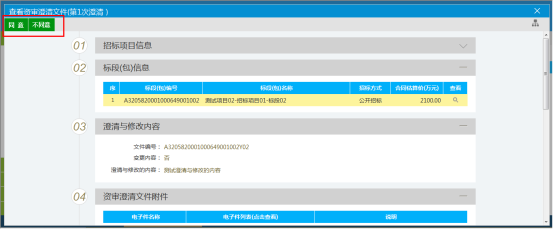 查看资审澄清文件(第1次澄清)
同 意 不同意
01 招标项目信息
02 标段(包)信息
序 标段(包)编号 标段(包)名称 招标方式 合同估算价(万元) 查看
1 A3205820001000649001002 测试项目02-招标项目01-标段02 公开招标 2100.00
03 澄清与修改内容
文件编号: A3205820001000649001002Y02
变更内容: 否
澄清与修改的内容: 测试澄清与修改的内容
04 资审澄清文件附件
电子件名称 电子件列表(点击查看) 说明